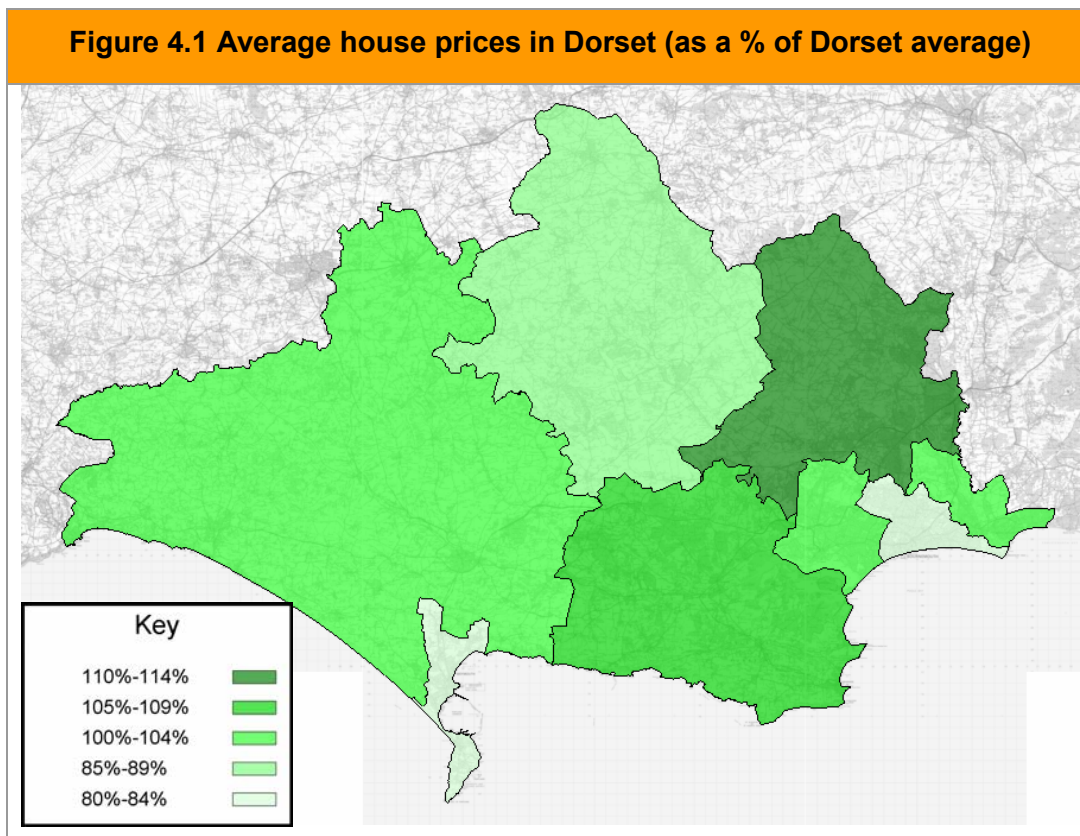 Figure 4.1 Average house prices in Dorset (as a % of Dorset average)
Key
110%-114%
105%-109%
100%-104%
85%-89%
80%-84%